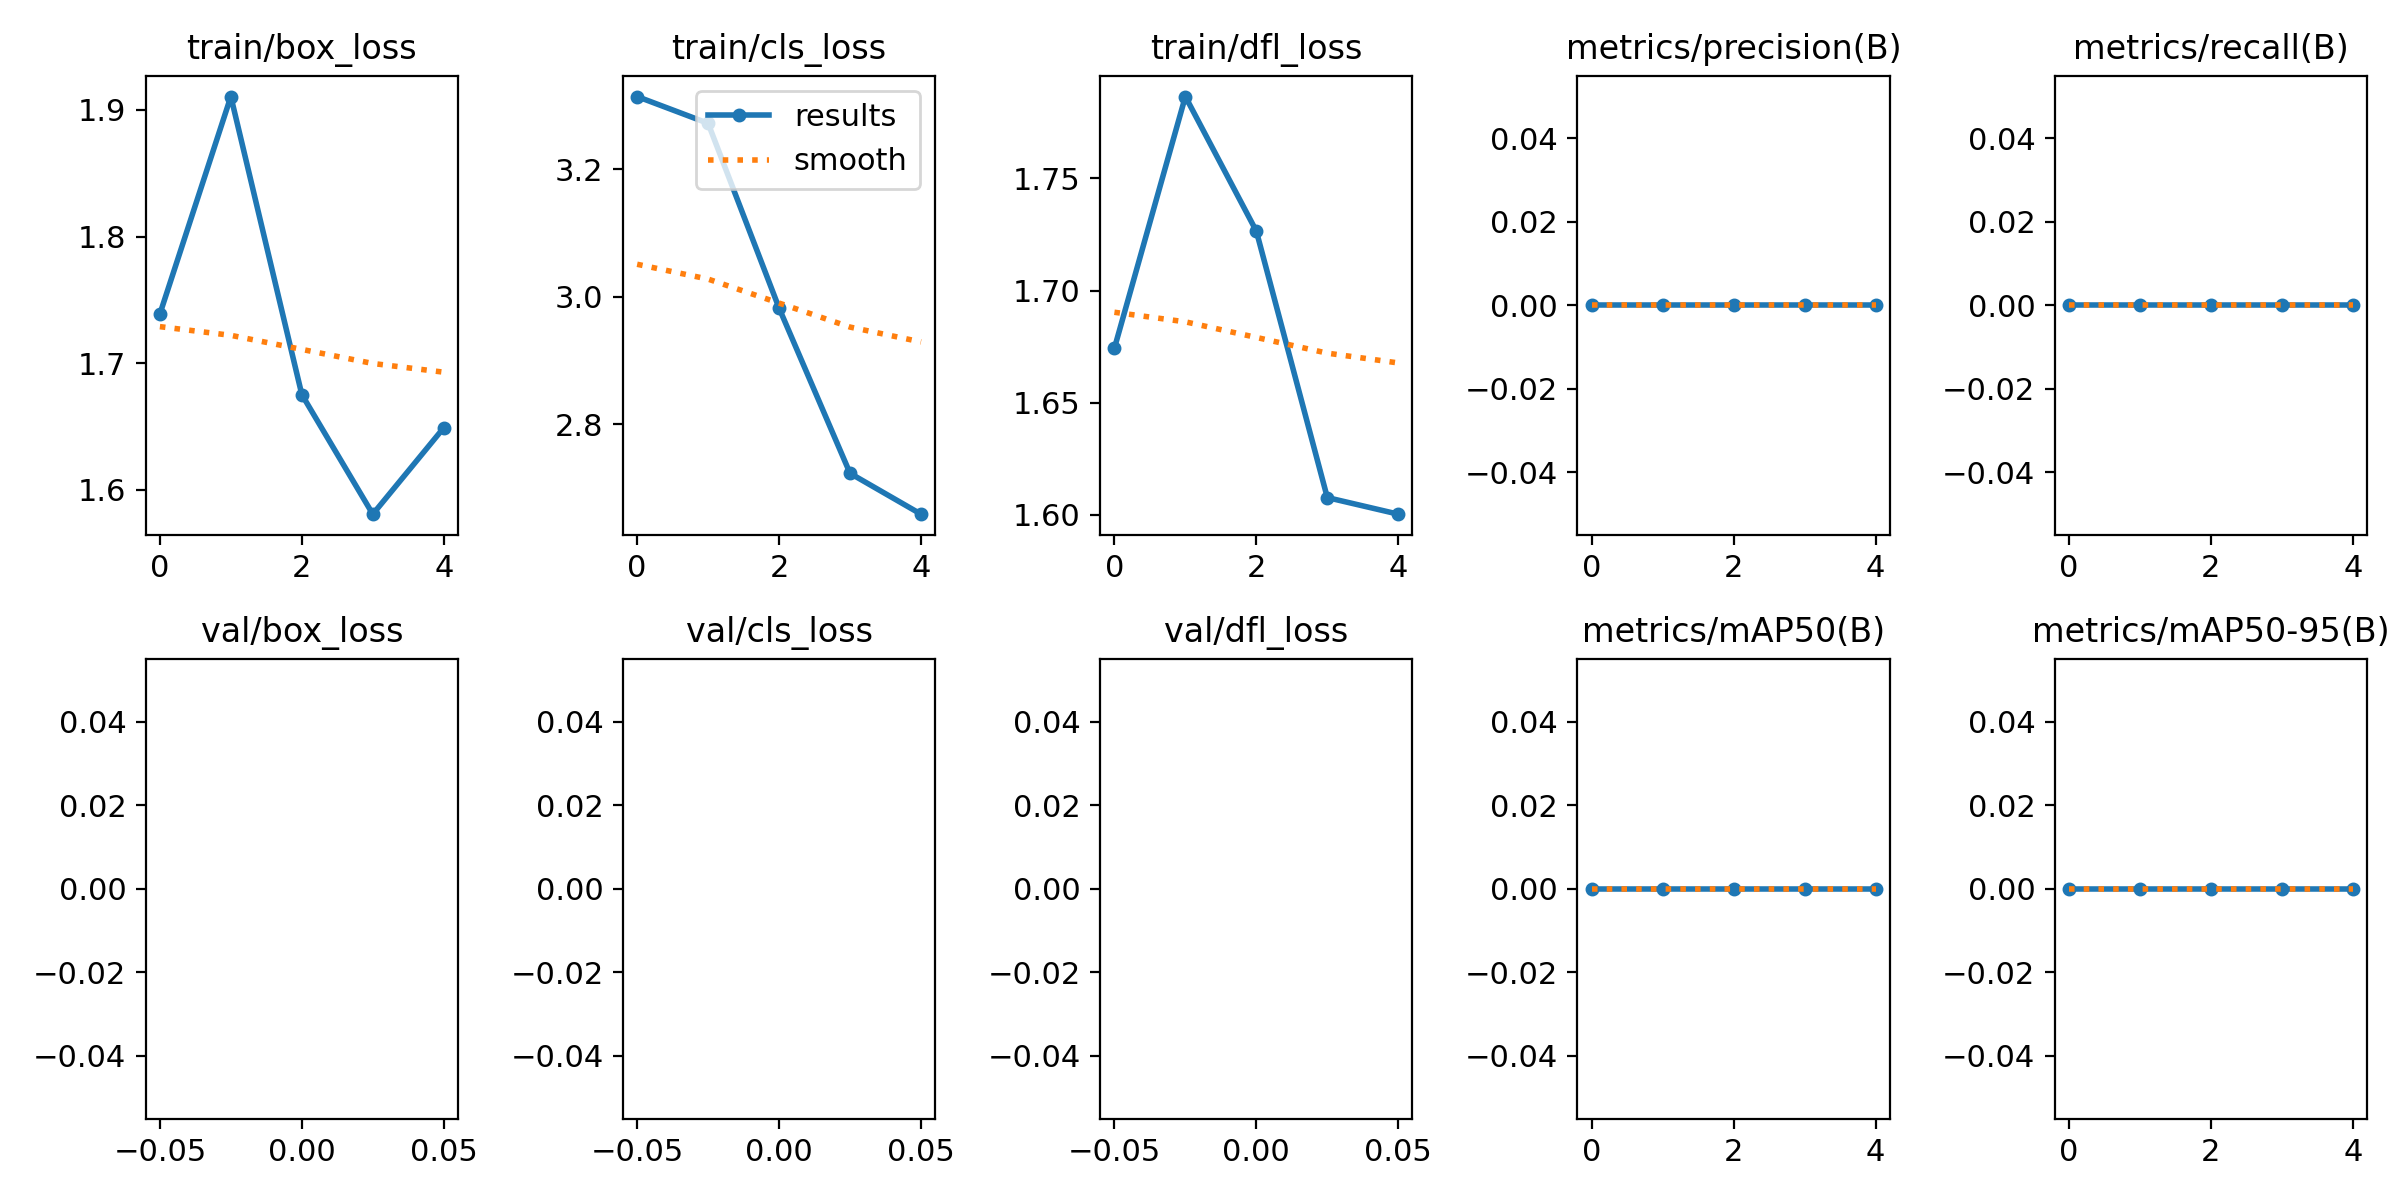 train/box_loss
1.9
1.8
1.7
1.6
0 2 4
train/cls_loss
results
smooth
3.2
3.0
2.8
0 2 4
train/dfl_loss
1.75
1.70
1.65
1.60
0 2 4
metrics/precision(B)
0.04
0.02
0.00
−0.02
−0.04
0 2 4
metrics/recall(B)
0.04
0.02
0.00
−0.02
−0.04
0 2 4
val/box_loss
0.04
0.02
0.00
−0.02
−0.04
−0.05 0.00 0.05
val/cls_loss
0.04
0.02
0.00
−0.02
−0.04
−0.05 0.00 0.05
val/dfl_loss
0.04
0.02
0.00
−0.02
−0.04
−0.05 0.00 0.05
metrics/mAP50(B)
0.04
0.02
0.00
−0.02
−0.04
0 2 4
metrics/mAP50-95(B)
0.04
0.02
0.00
−0.02
−0.04
0 2 4